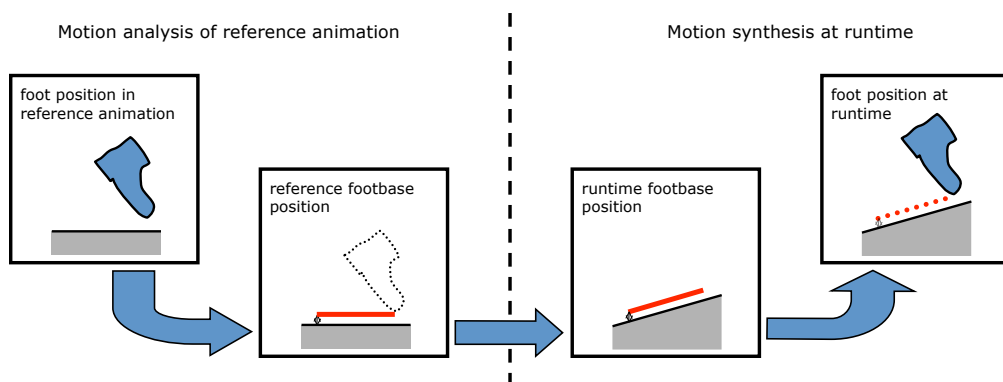 Motion analysis of reference animation
Motion synthesis at runtime
foot position in
reference animation
reference footbase
position
runtime footbase
position
foot position at
runtime